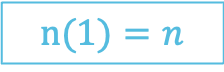 n(1) = n